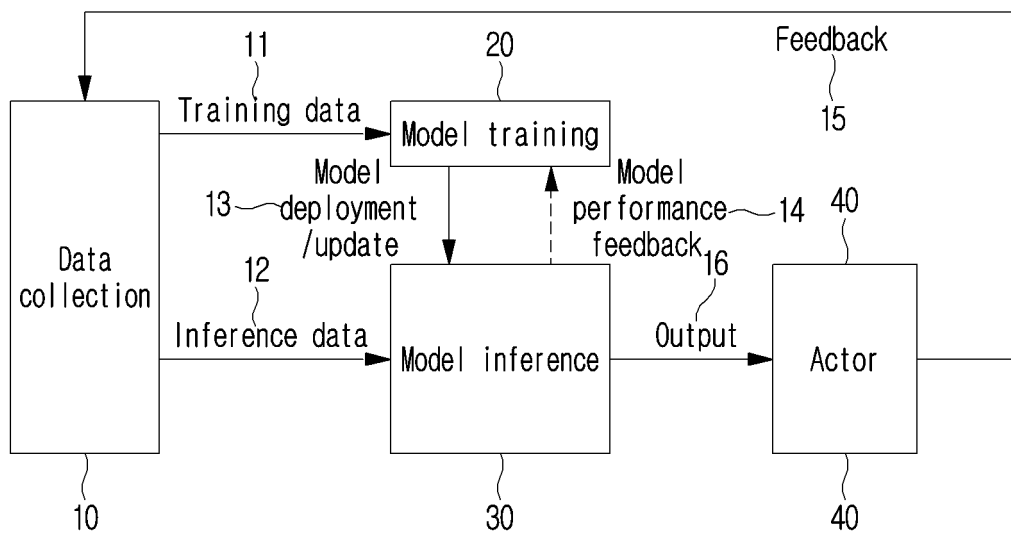 11
20
Feedback
15
Training data
Model training
13
Model
deployment
/update
Model
performance
feedback
14
Data
collection
12
16
40
Inference data
Model inference
Output
Actor
10
30
40